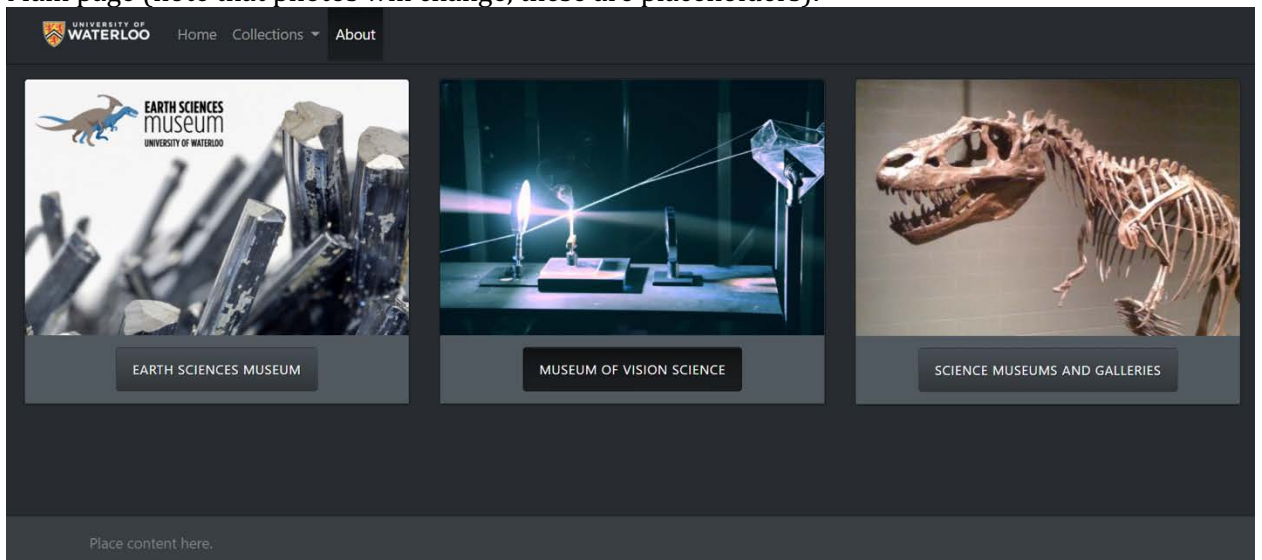 Main page (note that photos will change, these are placeholders):
UNIVERSITY OF
WATERLOO
Home Collections About
EARTH SCIENCES
MUSEUM
UNIVERSITY OF WATERLOO
EARTH SCIENCES MUSEUM
MUSEUM OF VISION SCIENCE
SCIENCE MUSEUMS AND GALLERIES
Place content here.